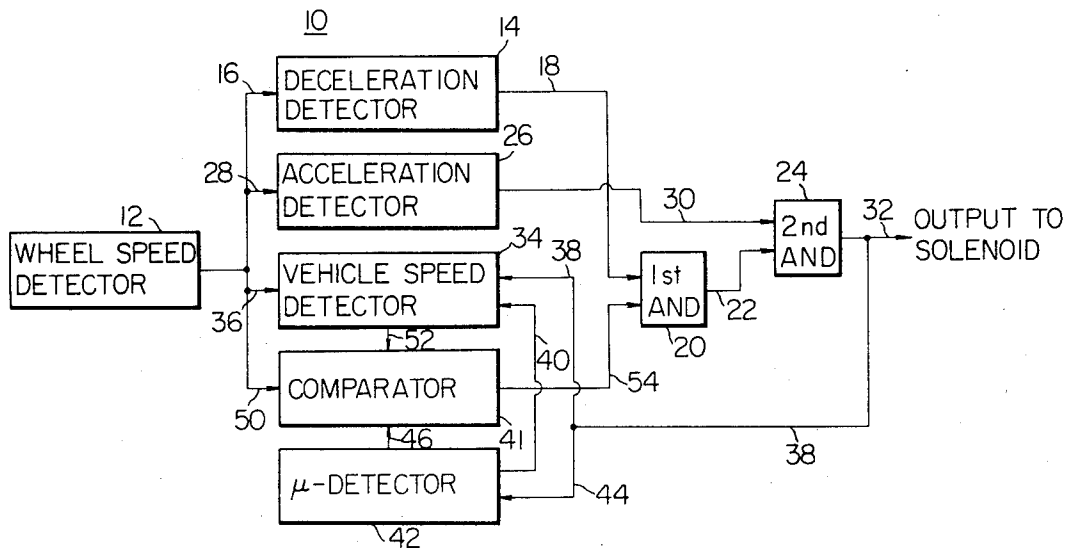 10
14
DECELERATION
DETECTOR
16
18
26
ACCELERATION
DETECTOR
28
30
24
2nd
AND
32
OUTPUT TO
SOLENOID
12
WHEEL SPEED
DETECTOR
34
VEHICLE SPEED
DETECTOR
36
38
1st
AND
22
20
52
40
COMPARATOR
54
50
46
41
38
μ-DETECTOR
44
42